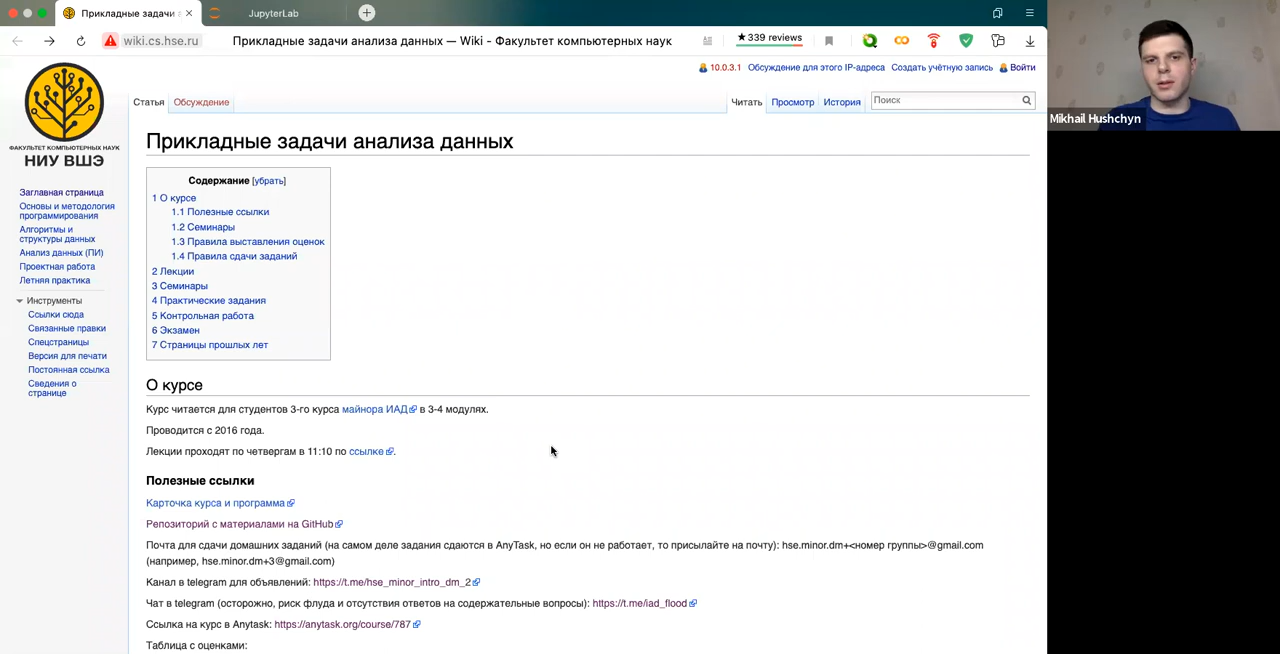 Прикладные задачи а
JupyterLab
wiki.cs.hse.ru
Прикладные задачи анализа данных — Wiki - Факультет компьютерных наук
★339 reviews
10.0.3.1 Обсуждение для этого IP-адреса Создать учётную запись Войти
Статья Обсуждение
Читать Просмотр История
Поиск
ФАКУЛЬТЕТ КОМПЬЮТЕРНЫХ НАУК
НИУ ВШЭ
Заглавная страница
Основы и методология
программирования
Алгоритмы и
структуры данных
Анализ данных (ПИ)
Проектная работа
Летняя практика
Инструменты
Ссылки сюда
Связанные правки
Спецстраницы
Версия для печати
Постоянная ссылка
Сведения о
странице
Прикладные задачи анализа данных
Содержание [убрать]
1 О курсе
1.1 Полезные ссылки
1.2 Семинары
1.3 Правила выставления оценок
1.4 Правила сдачи заданий
2 Лекции
3 Семинары
4 Практические задания
5 Контрольная работа
6 Экзамен
7 Страницы прошлых лет
О курсе
Курс читается для студентов 3-го курса майнора ИАД в 3-4 модулях.
Проводится с 2016 года.
Лекции проходят по четвергам в 11:10 по ссылке.
Полезные ссылки
Карточка курса и программа
Репозиторий с материалами на GitHub
Почта для сдачи домашних заданий (на самом деле задания сдаются в AnyTask, но если он не работает, то присылайте на почту): hse.minor.dm+<номер группы>@gmail.com
(например, hse.minor.dm+3@gmail.com)
Канал в telegram для объявлений: https://t.me/hse_minor_intro_dm_2
Чат в telegram (осторожно, риск флуда и отсутствия ответов на содержательные вопросы): https://t.me/iad_flood
Ссылка на курс в Anytask: https://anytask.org/course/787
Таблица с оценками:
Mikhail Hushchyn